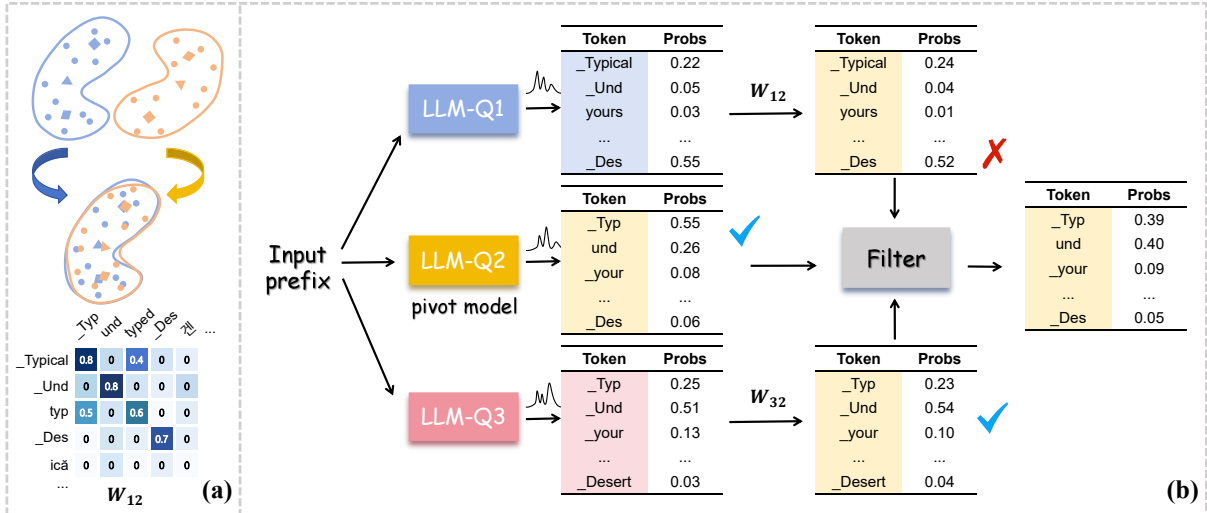 _Typ und typed _Des 겐 ...
_Typical 0.8 0 0.4 0 0
_Und 0 0.8 0 0 0
typ 0.5 0 0.6 0 0
_Des 0 0 0 0.7 0
ică 0 0 0 0 0
...
W12
(a)
Input
prefix
LLM-Q1
Token Probs
_Typical 0.22
_Und 0.05
yours 0.03
... ...
_Des 0.55
W12
Token Probs
_Typical 0.24
_Und 0.04
yours 0.01
... ...
_Des 0.52
✗
LLM-Q2
pivot model
Token Probs
_Typ 0.55
und 0.26
_your 0.08
... ...
_Des 0.06
LLM-Q3
Token Probs
_Typ 0.25
_Und 0.51
_your 0.13
... ...
_Desert 0.03
W32
Token Probs
_Typ 0.23
_Und 0.54
_your 0.10
... ...
_Desert 0.04
Filter
Token Probs
_Typ 0.39
und 0.40
_your 0.09
... ...
_Des 0.05
(b)